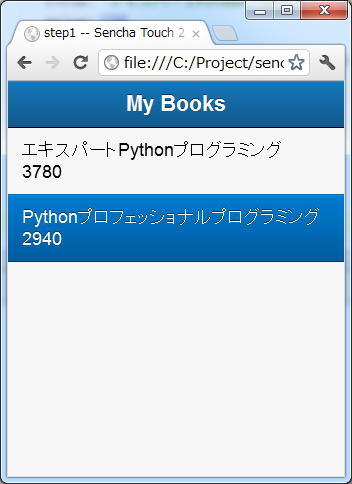 step1 -- Sencha Touch 2
file:///C:/Project/senc
My Books
エキスパートPythonプログラミング
3780
Pythonプロフェッショナルプログラミング
2940